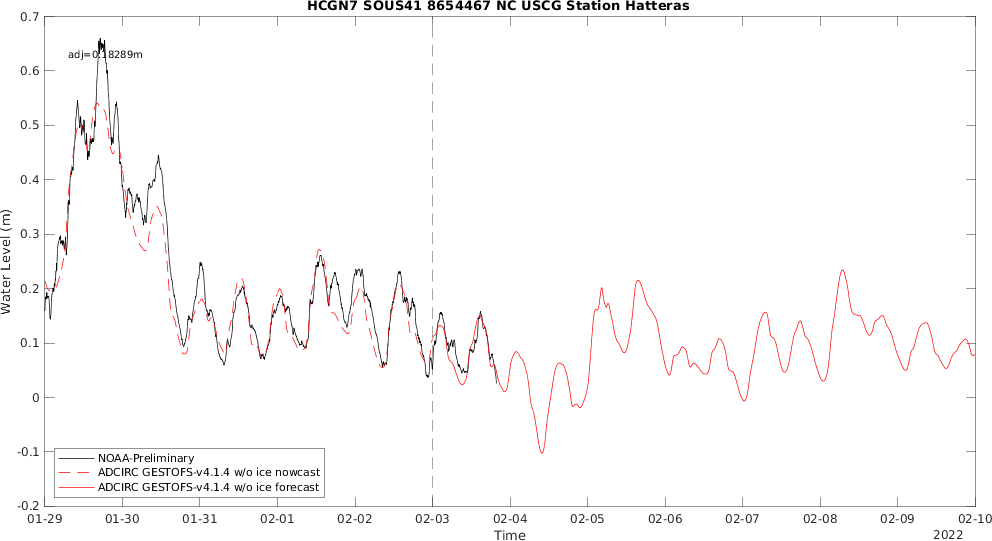 HCGN7 SOUS41 8654467 NC USCG Station Hatteras
adj=0.18289m
Water Level (m)
0.7
0.6
0.5
0.4
0.3
0.2
0.1
0
-0.1
-0.2
NOAA-Preliminary
ADCIRC GESTOFS-v4.1.4 w/o ice nowcast
ADCIRC GESTOFS-v4.1.4 w/o ice forecast
01-29 01-30 01-31 02-01 02-02 02-03 02-04 02-05 02-06 02-07 02-08 02-09 02-10
Time
2022